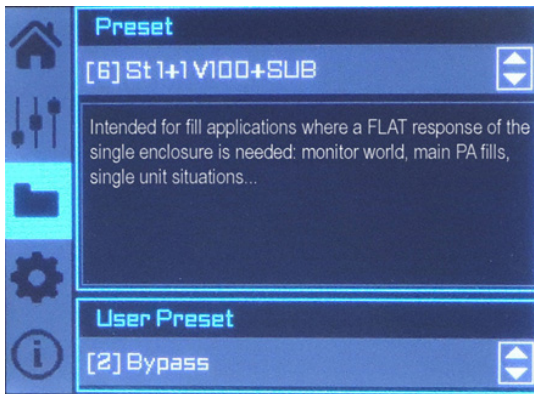 Preset
[6] St 1+1 V100+SUB
Intended for fill applications where a FLAT response of the
single enclosure is needed: monitor world, main PA fills,
single unit situations...
User Preset
[2] Bypass